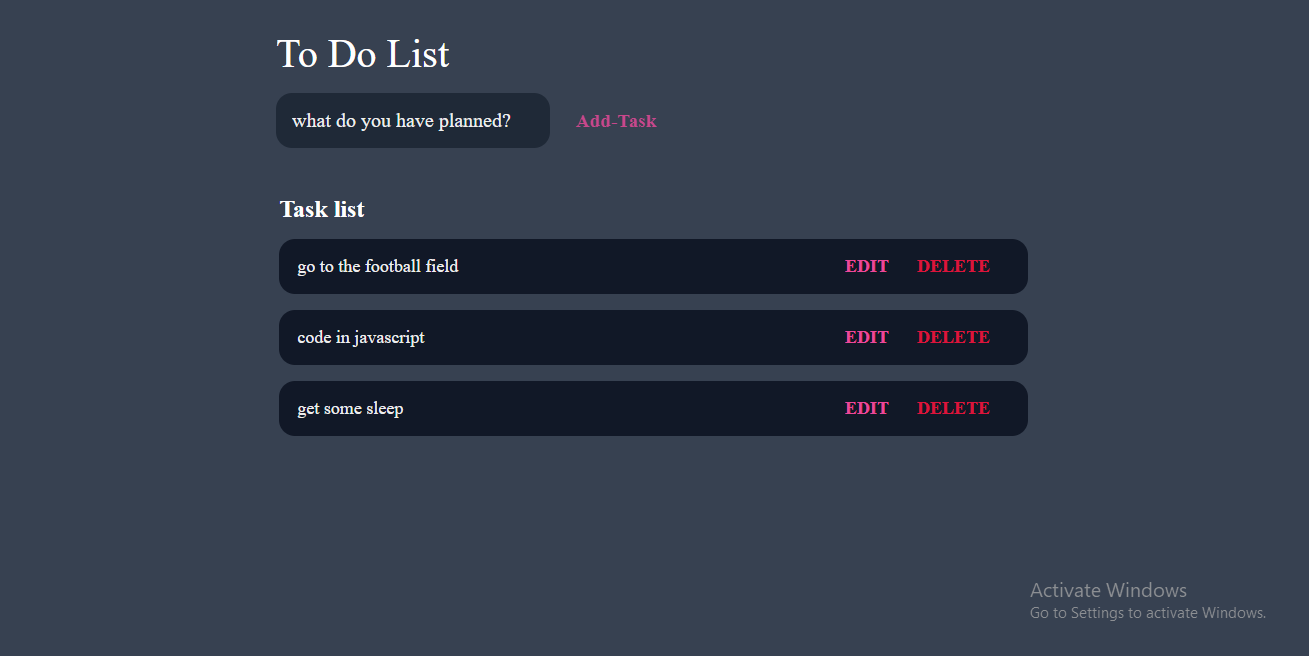 To Do List
what do you have planned? Add-Task
Task list
go to the football field EDIT DELETE
code in javascript EDIT DELETE
get some sleep EDIT DELETE
Activate Windows
Go to Settings to activate Windows.